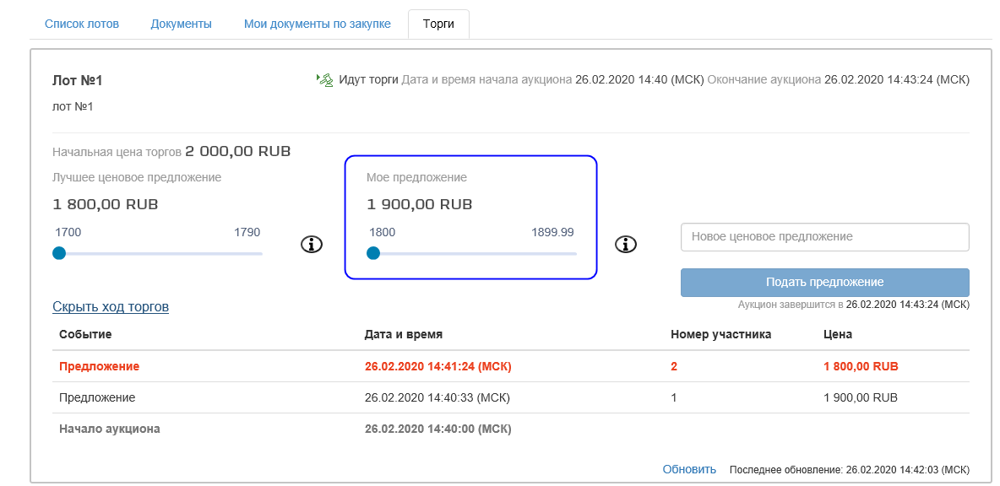 Список лотов Документы Мои документы по закупке Торги
Лот №1 Идут торги Дата и время начала аукциона 26.02.2020 14:40 (МСК) Окончание аукциона 26.02.2020 14:43:24 (МСК)
лот №1
Начальная цена торгов 2 000,00 RUB
Лучшее ценовое предложение Мое предложение
1 800,00 RUB 1 900,00 RUB
1700 1790 1800 1899.99
Новое ценовое предложение
Подать предложение
Скрыть ход торгов Аукцион завершится в 26.02.2020 14:43:24 (МСК)
Событие Дата и время Номер участника Цена
Предложение 26.02.2020 14:41:24 (МСК) 2 1 800,00 RUB
Предложение 26.02.2020 14:40:33 (МСК) 1 1 900,00 RUB
Начало аукциона 26.02.2020 14:40:00 (МСК)
Обновить Последнее обновление: 26.02.2020 14:42:03 (МСК)